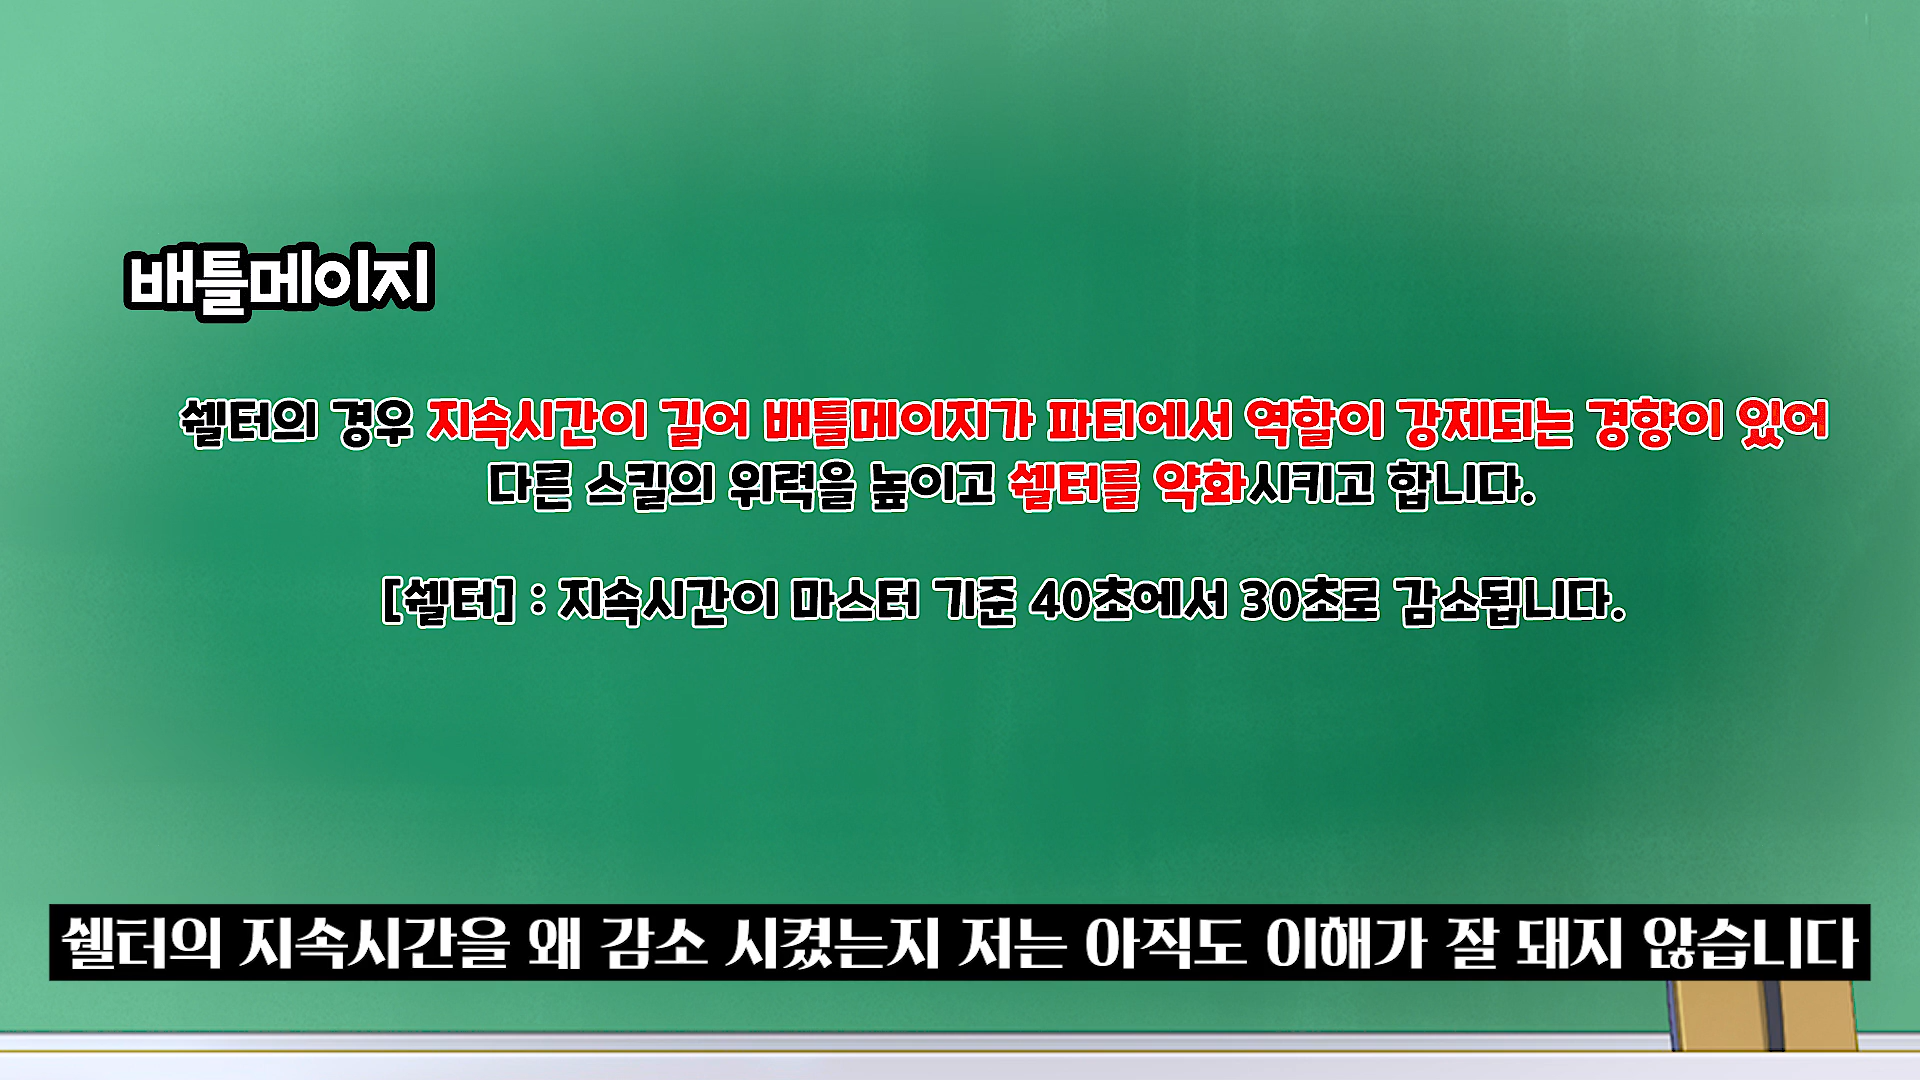 배틀메이지
쉘터의 경우 지속시간이 길어 배틀메이지가 파티에서 역할이 강제되는 경향이 있어
다른 스킬의 위력을 높이고 쉘터를 약화시키고 합니다.
[쉘터] : 지속시간이 마스터 기준 40초에서 30초로 감소됩니다.
쉘터의 지속시간을 왜 감소 시켰는지 저는 아직도 이해가 잘 돼지 않습니다